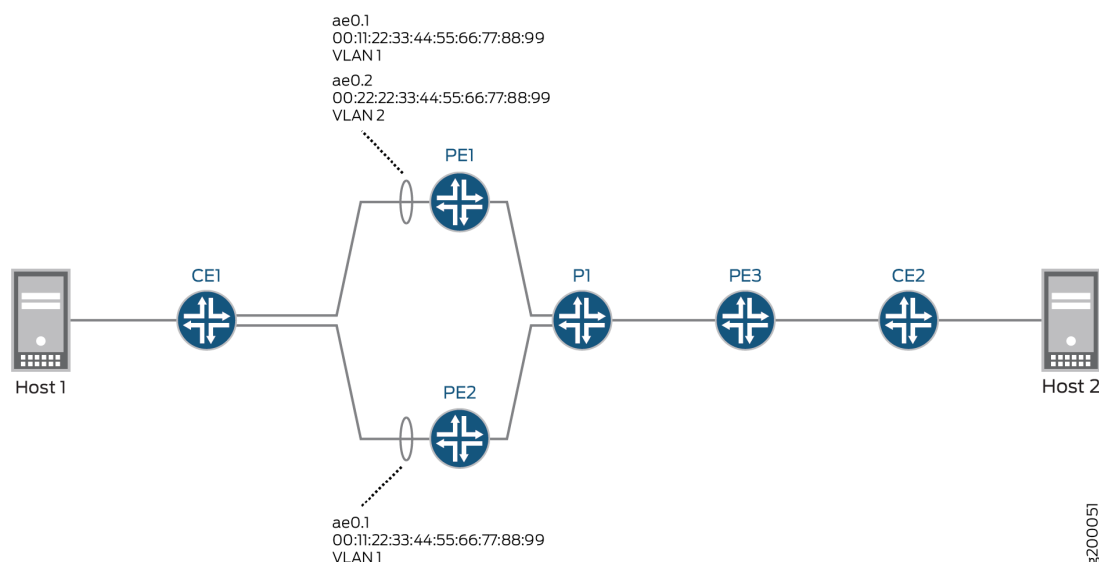 ae0.1
00:11:22:33:44:55:66:77:88:99
VLAN 1
ae0.2
00:22:22:33:44:55:66:77:88:99
VLAN 2
PE1
CE1
P1
PE3
CE2
Host 1
Host 2
PE2
ae0.1
00:11:22:33:44:55:66:77:88:99
VLAN 1
g200051